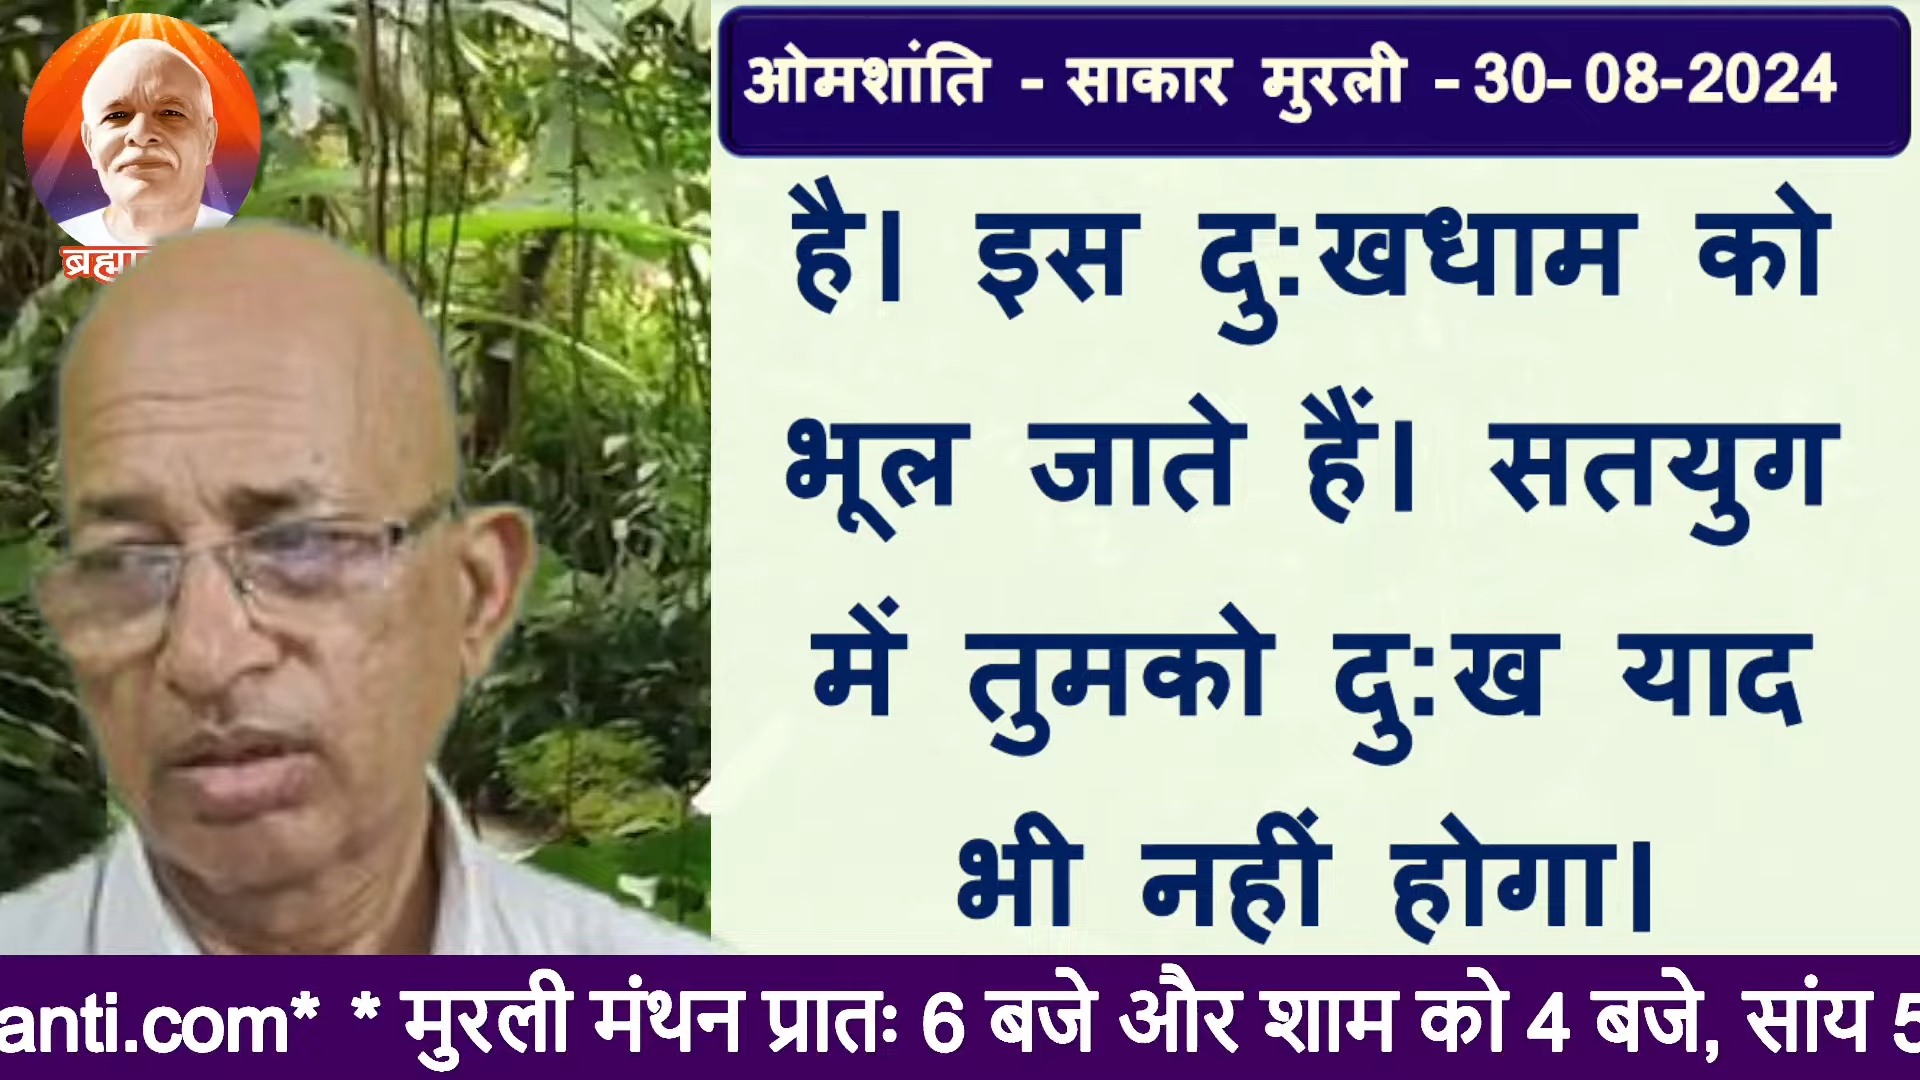 ओमशांति - साकार मुरली - 30- 08-2024
है। इस दु:खधाम को
भूल जाते हैं। सतयुग
में तुमको दु:ख याद
भी नहीं होगा।
anti.com* * मुरली मंथन प्रातः 6 बजे और शाम को 4 बजे, सांय 5